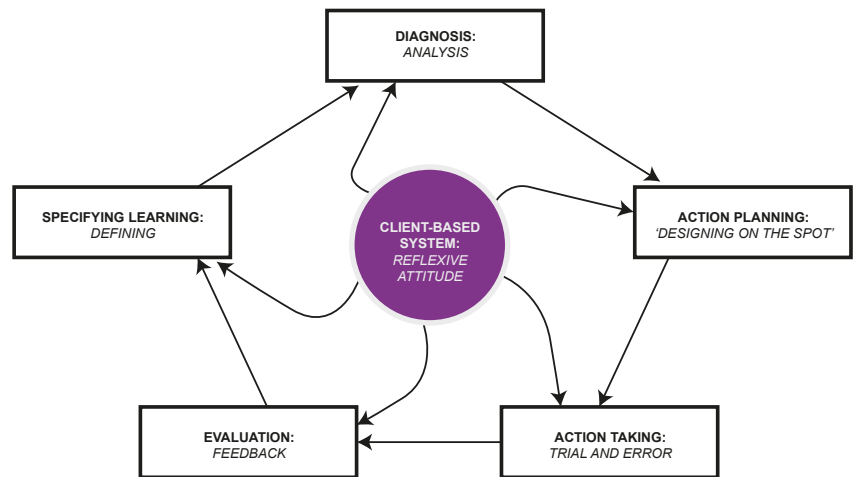 DIAGNOSIS:
ANALYSIS
SPECIFYING LEARNING:
DEFINING
CLIENT-BASED
SYSTEM:
REFLEXIVE
ATTITUDE
ACTION PLANNING:
‘DESIGNING ON THE SPOT’
EVALUATION:
FEEDBACK
ACTION TAKING:
TRIAL AND ERROR